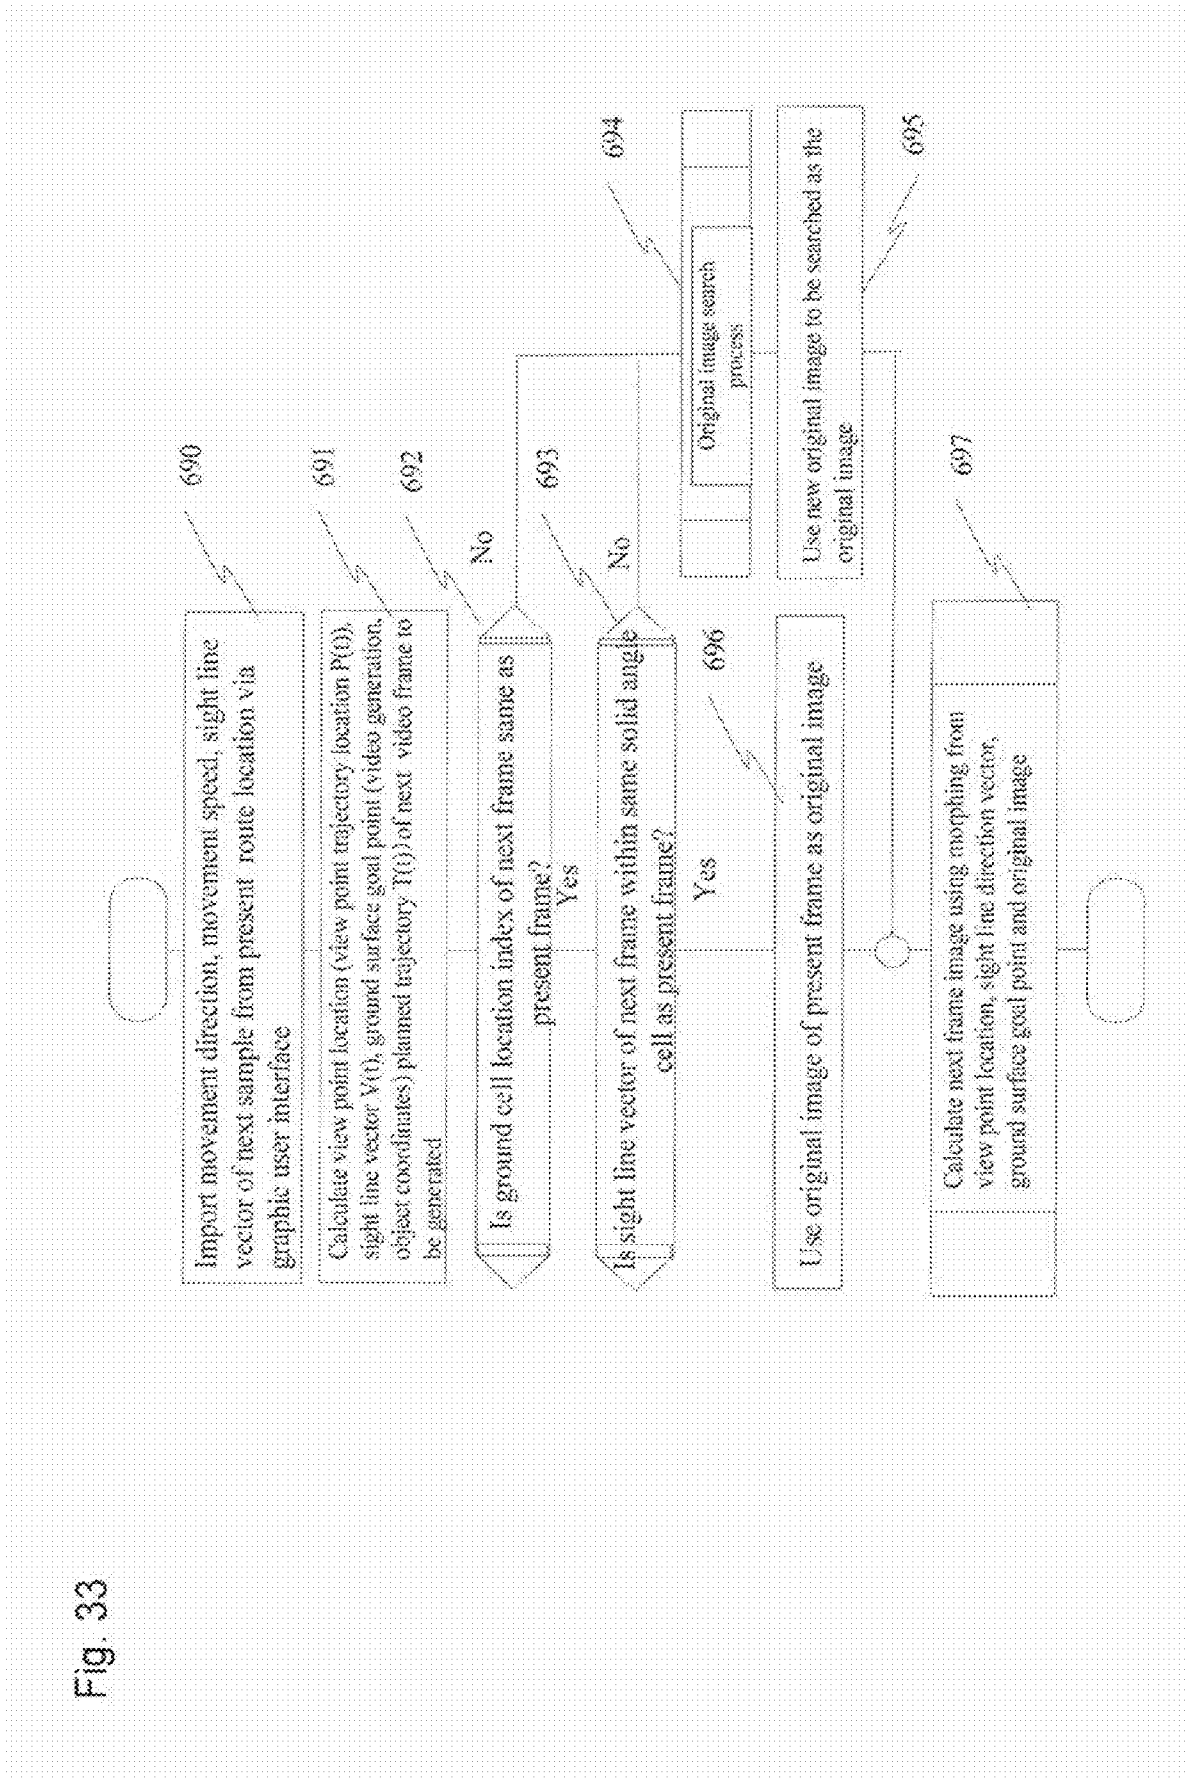 Fig. 33
690
Import movement direction, movement speed, sight line
vector of next sample from present route location via
graphic user interface
691
Calculate view point location (view point trajectory location P(t)),
sight line vector V(t), ground surface goal point (video generation,
object coordinates) planned trajectory T(t)) of next video frame to
be generated
692
Is ground cell location index of next frame same as
present frame?
No
Yes
693
Is sight line vector of next frame within same solid angle
cell as present frame?
No
Yes
694
Original image search
process
695
Use new original image to be searched as the
original image
696
Use original image of present frame as original image
697
Calculate next frame image using morphing from
view point location, sight line direction vector,
ground surface goal point and original image